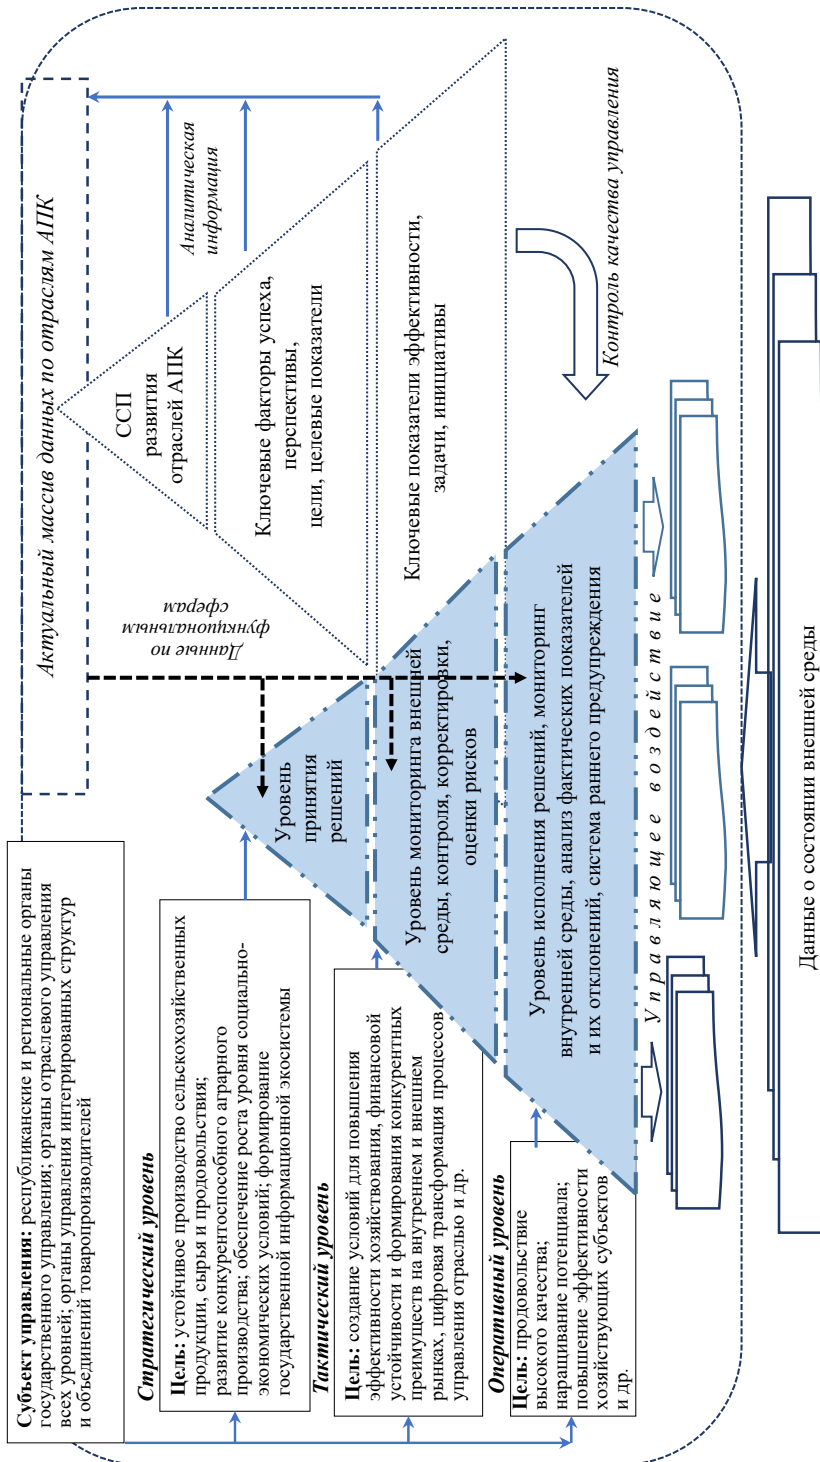 Субъект управления: республиканские и региональные органы
государственного управления; органы отраслевого управления
всех уровней; органы управления интегрированных структур
и объединений товаропроизводителей
Актуальный массив данных по отраслям АПК
Стратегический уровень
Цель: устойчивое производство сельскохозяйственных
продукции, сырья и продовольствия;
развитие конкурентоспособного аграрного
производства; обеспечение роста уровня социально-
экономических условий; формирование
государственной информационной экосистемы
Уровень
принятия
решений
Данные по
функциональным
сферам
ССП
развития
отраслей АПК
Аналитическая
информация
Ключевые факторы успеха,
перспективы,
цели, целевые показатели
Тактический уровень
Цель: создание условий для повышения
эффективности хозяйствования, финансовой
устойчивости и формирования конкурентных
преимуществ на внутреннем и внешнем
рынках, цифровая трансформация процессов
управления отраслью и др.
Уровень мониторинга внешней
среды, контроля, корректировки,
оценки рисков
Ключевые показатели эффективности,
задачи, инициативы
Оперативный уровень
Цель: продовольствие
высокого качества;
наращивание потенциала;
повышение эффективности
хозяйствующих субъектов
и др.
Уровень исполнения решений, мониторинг
внутренней среды, анализ фактических показателей
и их отклонений, система раннего предупреждения
Контроль качества управления
Управляющее воздействие
Данные о состоянии внешней среды